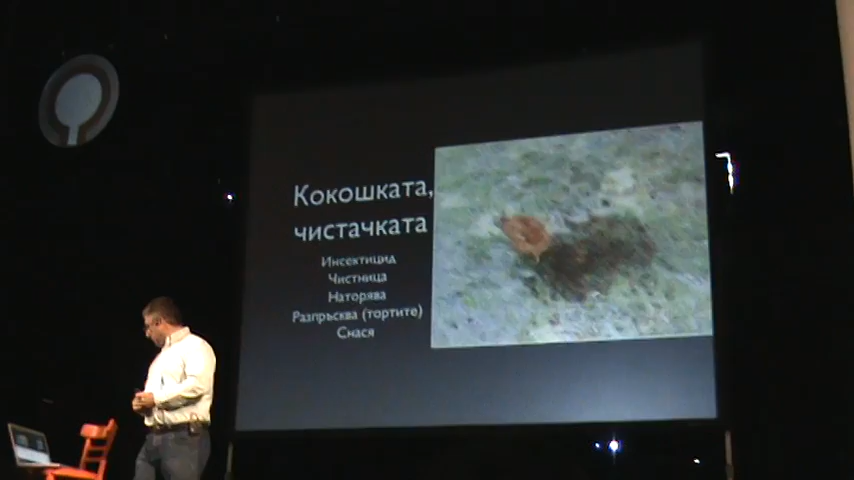 Кокошката,
чистачката
Инсектицид
Чистница
Наторява
Разпръсква (тортите)
Снася